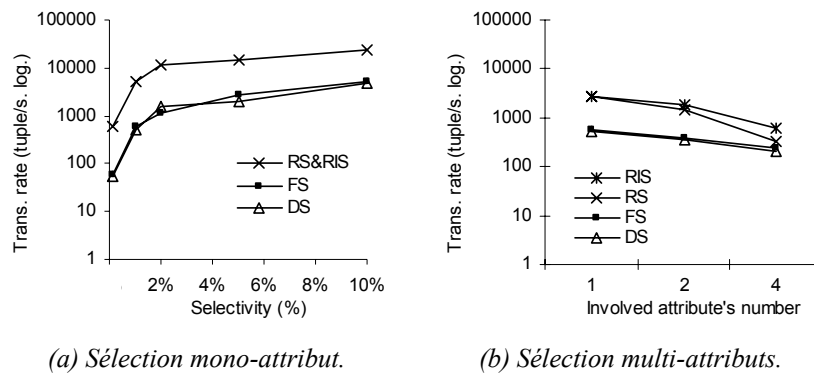 100000
10000
1000
100
10
1
Trans. rate (tuple/s. log.)
RS&RIS
FS
DS
2% 4% 6% 8% 10%
Selectivity (%)
(a) Sélection mono-attribut.
100000
10000
1000
100
10
1
Trans. rate (tuple/s. log.)
RIS
RS
FS
DS
1 2 4
Involved attribute's number
(b) Sélection multi-attributs.